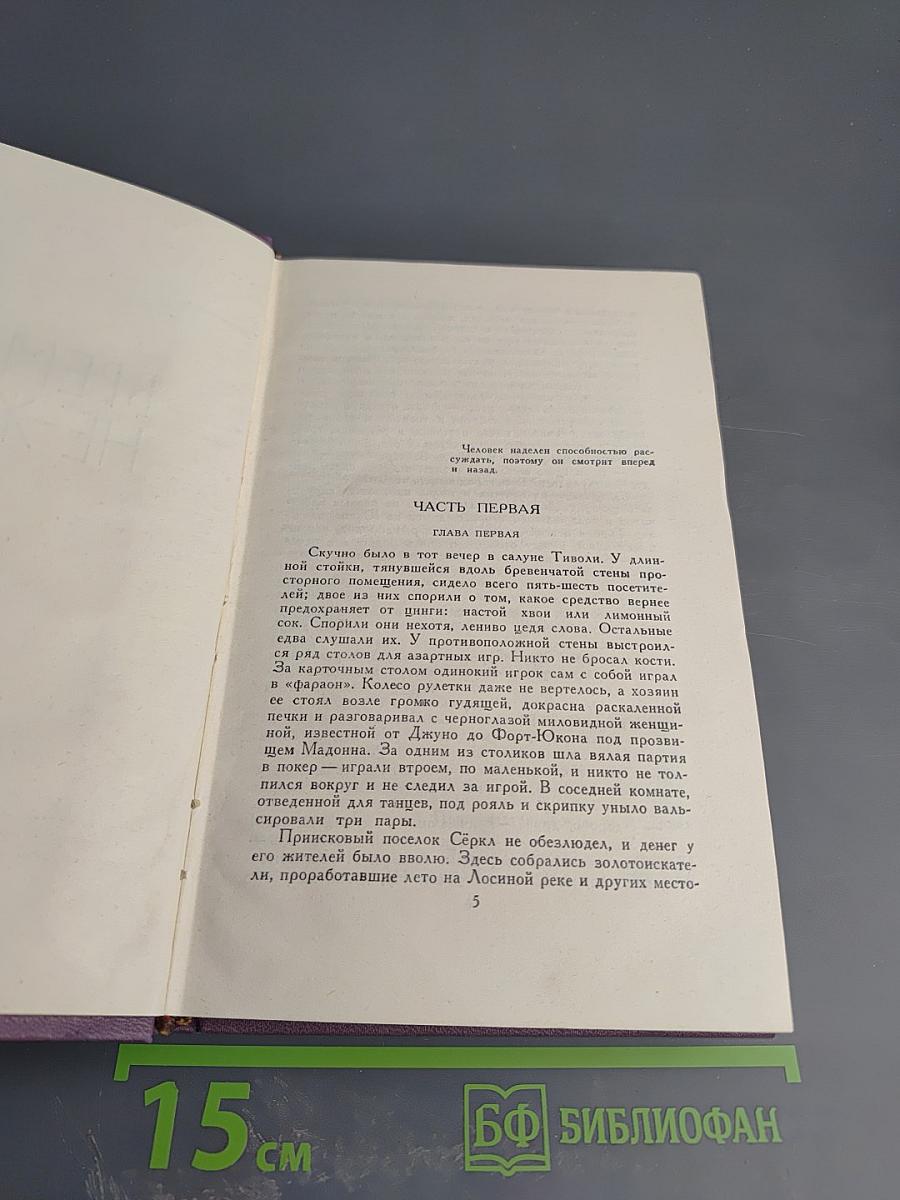 Человек наделен способностью рас-
суждать, поэтому он смотрит вперед
и назад.
ЧАСТЬ ПЕРВАЯ
ГЛАВА ПЕРВАЯ
Скучно было в тот вечер в салуне Тиволи. У длин-
ной стойки, тянувшейся вдоль бревенчатой стены про-
сторного помещения, сидело всего пять-шесть посетите-
лей; двое из них спорили о том, какое средство вернее
предохраняет от цинги: настой хвои или лимонный
сок. Спорили они нехотя, лениво цедя слова. Остальные
едва слушали их. У противоположной стены выстроил-
ся ряд столов для азартных игр. Никто не бросал кости.
За карточным столом одинокий игрок сам с собой играл
в «фараон». Колесо рулетки даже не вертелось, а хозяин
ее стоял возле громко гудящей, докрасна раскаленной
печки и разговаривал с черноглазой миловидной женщи-
ной, известной от Джуно до Форт-Юкона под прозви-
щем Мадонна. За одним из столиков шла вялая партия
в покер — играли втроем, по маленькой, и никто не тол-
пился вокруг и не следил за игрой. В соседней комнате,
отведенной для танцев, под рояль и скрипку уныло валь-
сировали три пары.
Приисковый поселок Сёркл не обезлюдел, и денег у
его жителей было вволю. Здесь собрались золотоискате-
ли, проработавшие лето на Лосиной реке и других место-
5
15 см
БФ БИБЛИОФАН